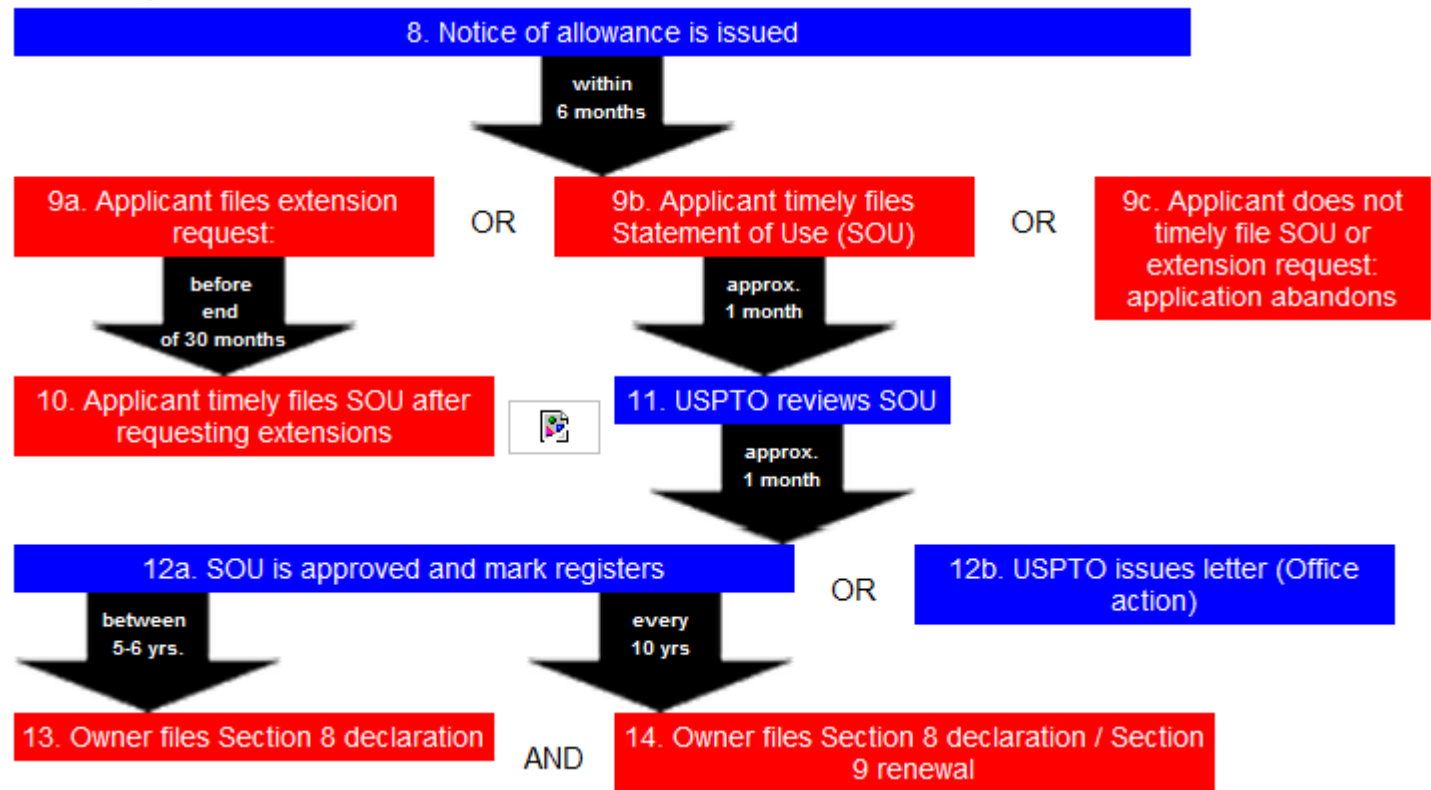 8. Notice of allowance is issued
within
6 months
9a. Applicant files extension
request:
OR
9b. Applicant timely files
Statement of Use (SOU)
OR
9c. Applicant does not
timely file SOU or
extension request:
application abandons
before
end
of 30 months
approx.
1 month
10. Applicant timely files SOU after
requesting extensions
11. USPTO reviews SOU
approx.
1 month
12a. SOU is approved and mark registers
OR
12b. USPTO issues letter (Office
action)
between
5-6 yrs.
every
10 yrs
13. Owner files Section 8 declaration
AND
14. Owner files Section 8 declaration / Section
9 renewal